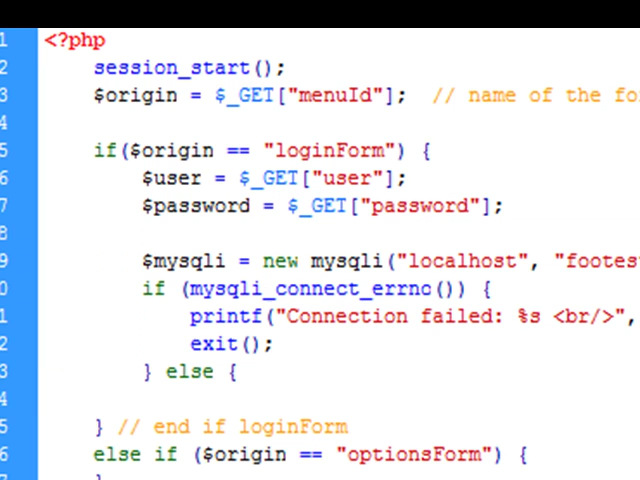 1 <?php
2 session_start();
3 $origin = $_GET["menuId"]; // name of the fo
4
5 if($origin == "loginForm") {
6 $user = $_GET["user"];
7 $password = $_GET["password"];
8
9 $mysqli = new mysqli("localhost", "footes
0 if (mysqli_connect_errno()) {
1 printf("Connection failed: %s <br/>",
2 exit();
3 } else {
4
5 } // end if loginForm
6 else if ($origin == "optionsForm") {
7 }